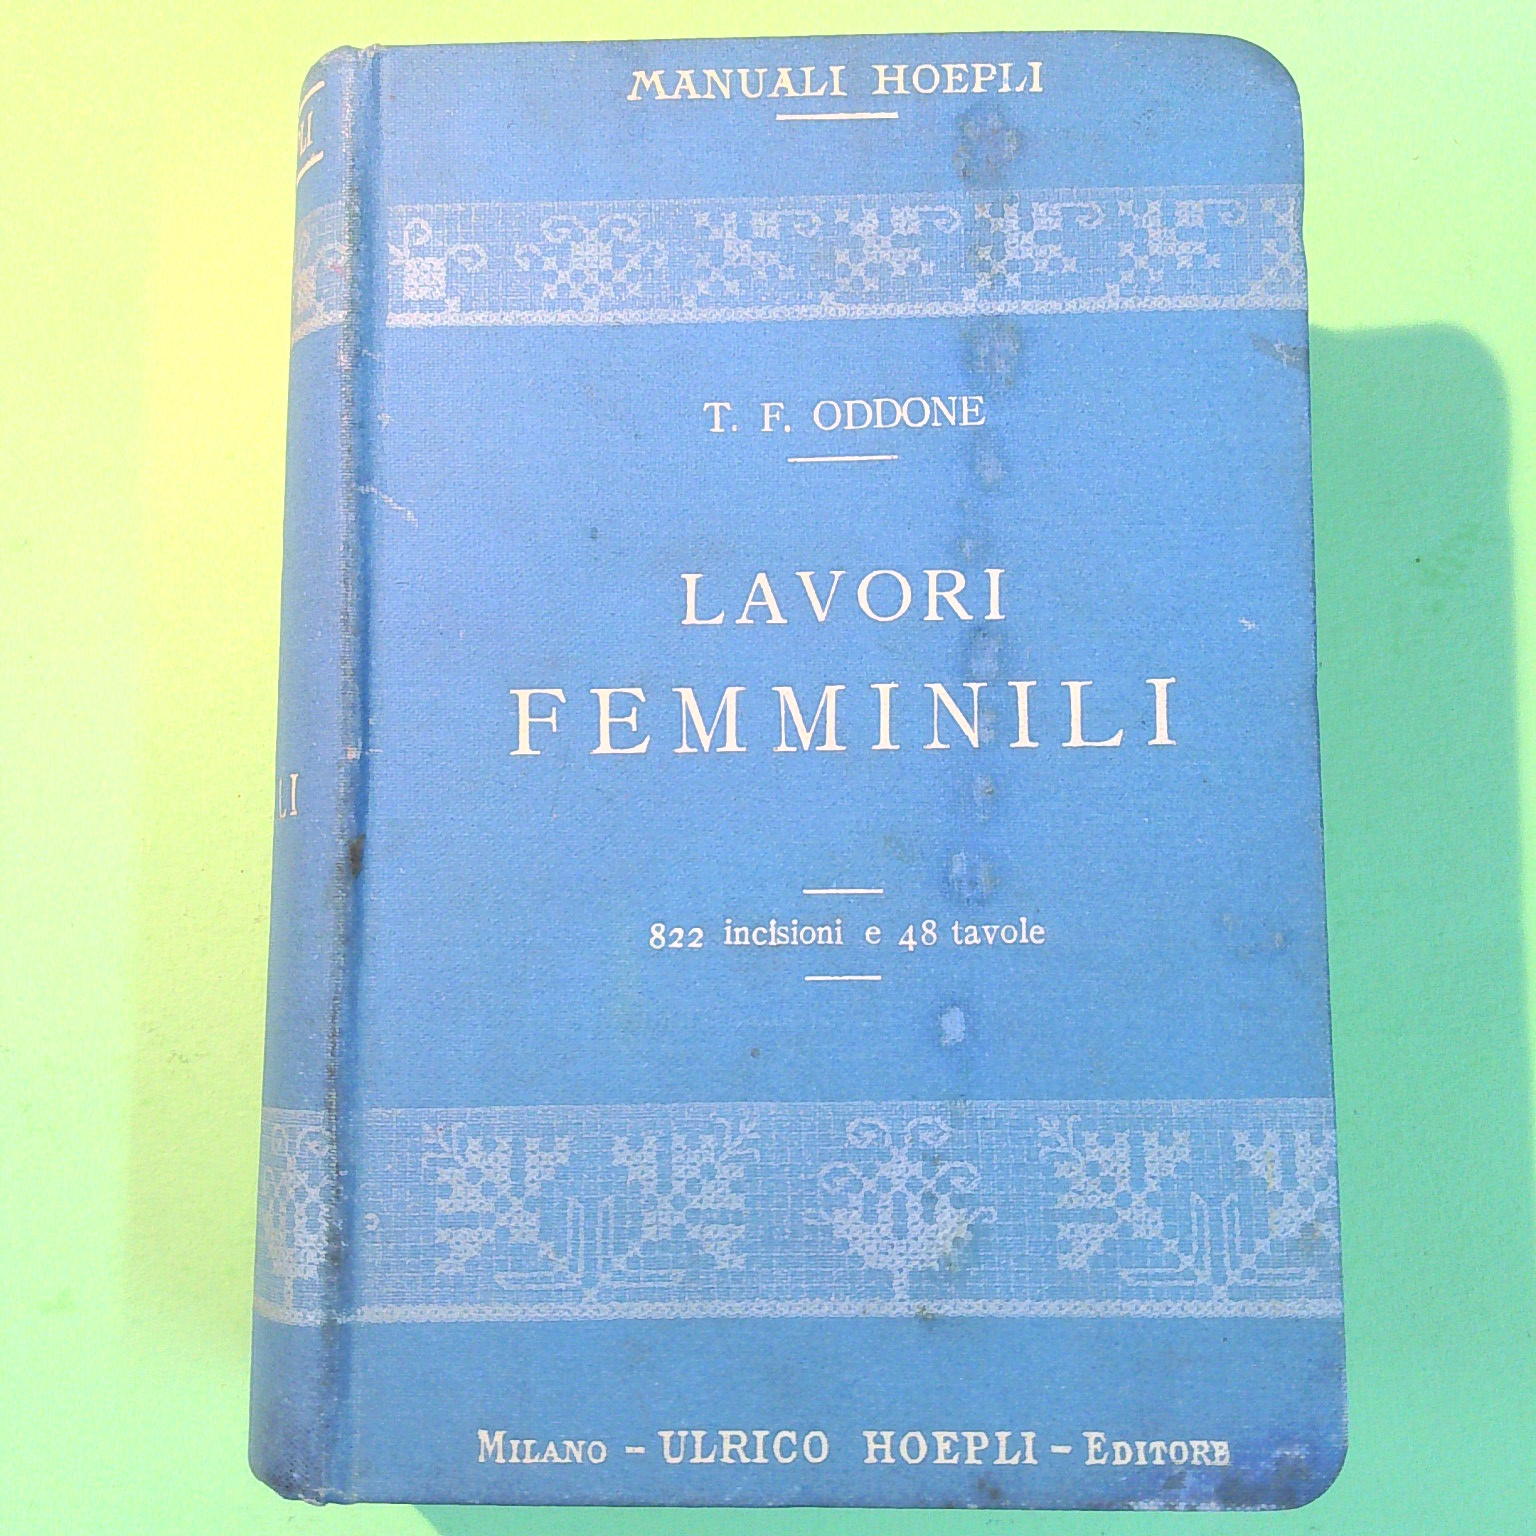 MANUALI HOEPLI
T. F. ODDONE
LAVORI
FEMMINILI
822 incisioni e 48 tavole
MILANO - ULRICO HOEPLI - EDITORE